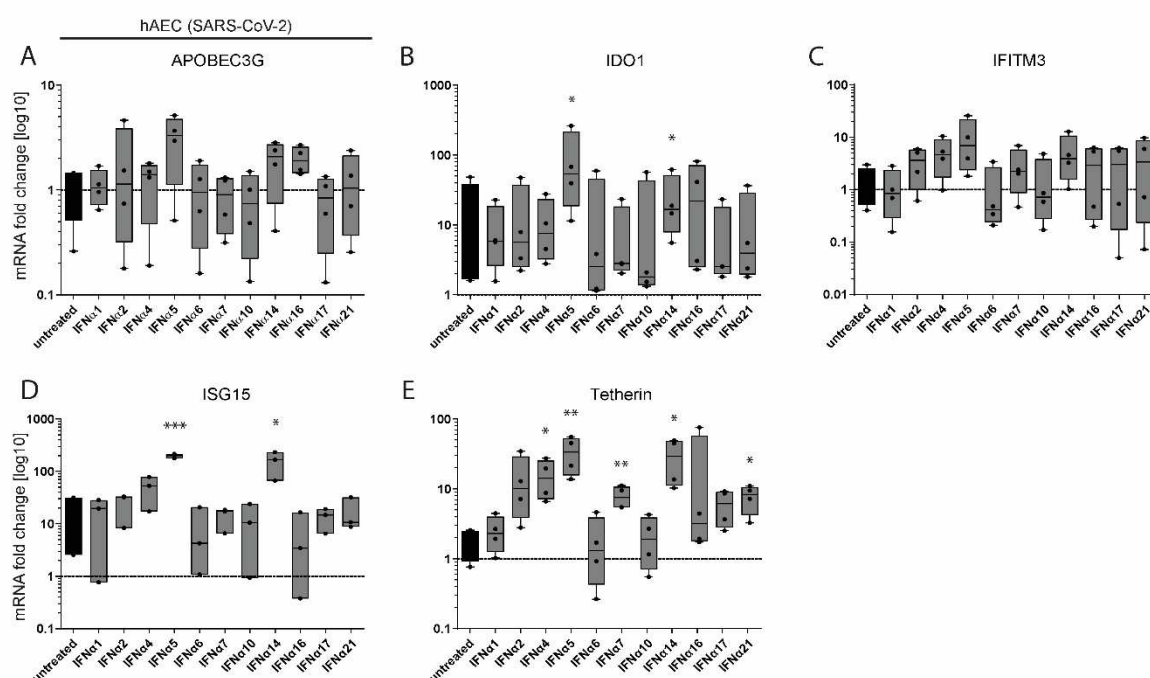 hAEC (SARS-CoV-2)
A
APOBEC3G
mRNA fold change [log10]
10
1
0.1
untreated
IFNα1
IFNα2
IFNα4
IFNα5
IFNα6
IFNα7
IFNα10
IFNα14
IFNα16
IFNα17
IFNα21
B
IDO1
1000
100
10
1
*
*
untreated
IFNα1
IFNα2
IFNα4
IFNα5
IFNα6
IFNα7
IFNα10
IFNα14
IFNα16
IFNα17
IFNα21
C
IFITM3
100
10
1
0.1
0.01
untreated
IFNα1
IFNα2
IFNα4
IFNα5
IFNα6
IFNα7
IFNα10
IFNα14
IFNα16
IFNα17
IFNα21
D
ISG15
mRNA fold change [log10]
1000
100
10
1
0.1
***
*
untreated
IFNα1
IFNα2
IFNα4
IFNα5
IFNα6
IFNα7
IFNα10
IFNα14
IFNα16
IFNα17
IFNα21
E
Tetherin
100
10
1
0.1
*
**
**
*
*
untreated
IFNα1
IFNα2
IFNα4
IFNα5
IFNα6
IFNα7
IFNα10
IFNα14
IFNα16
IFNα17
IFNα21